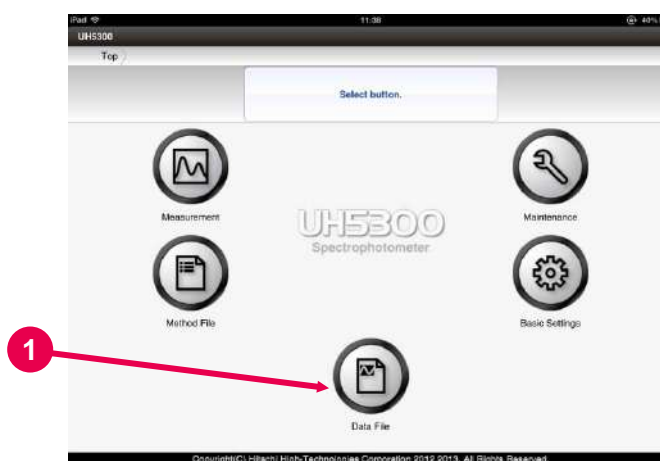 iPad 11:38 40%
UH5300
Top
Select button.
Measurement
Maintenance
UH5300
Spectrophotometer
Method File
Basic Settings
1
Data File
Copyright(C) Hitachi High-Technologies Corporation 2012,2013. All Rights Reserved.